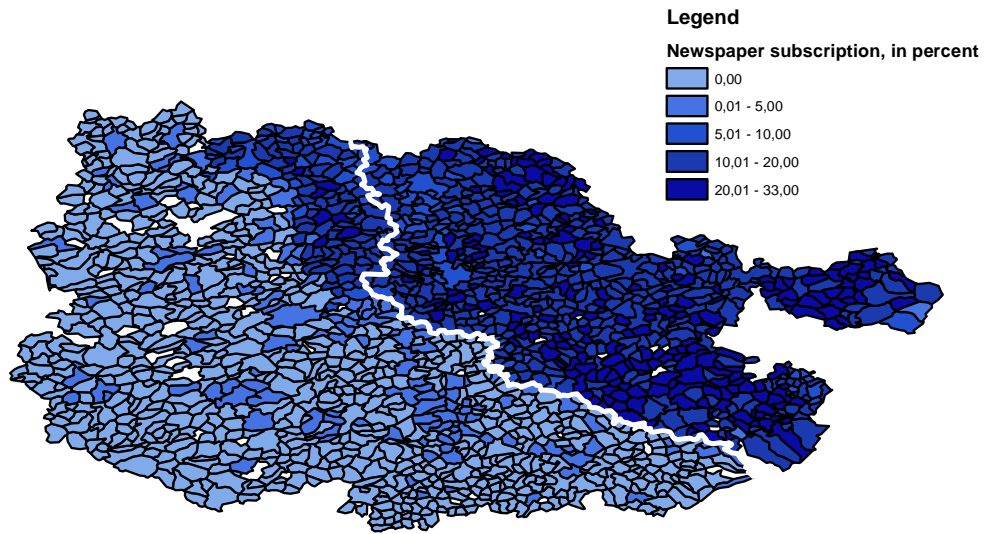 Legend
Newspaper subscription, in percent
0,00
0,01 - 5,00
5,01 - 10,00
10,01 - 20,00
20,01 - 33,00